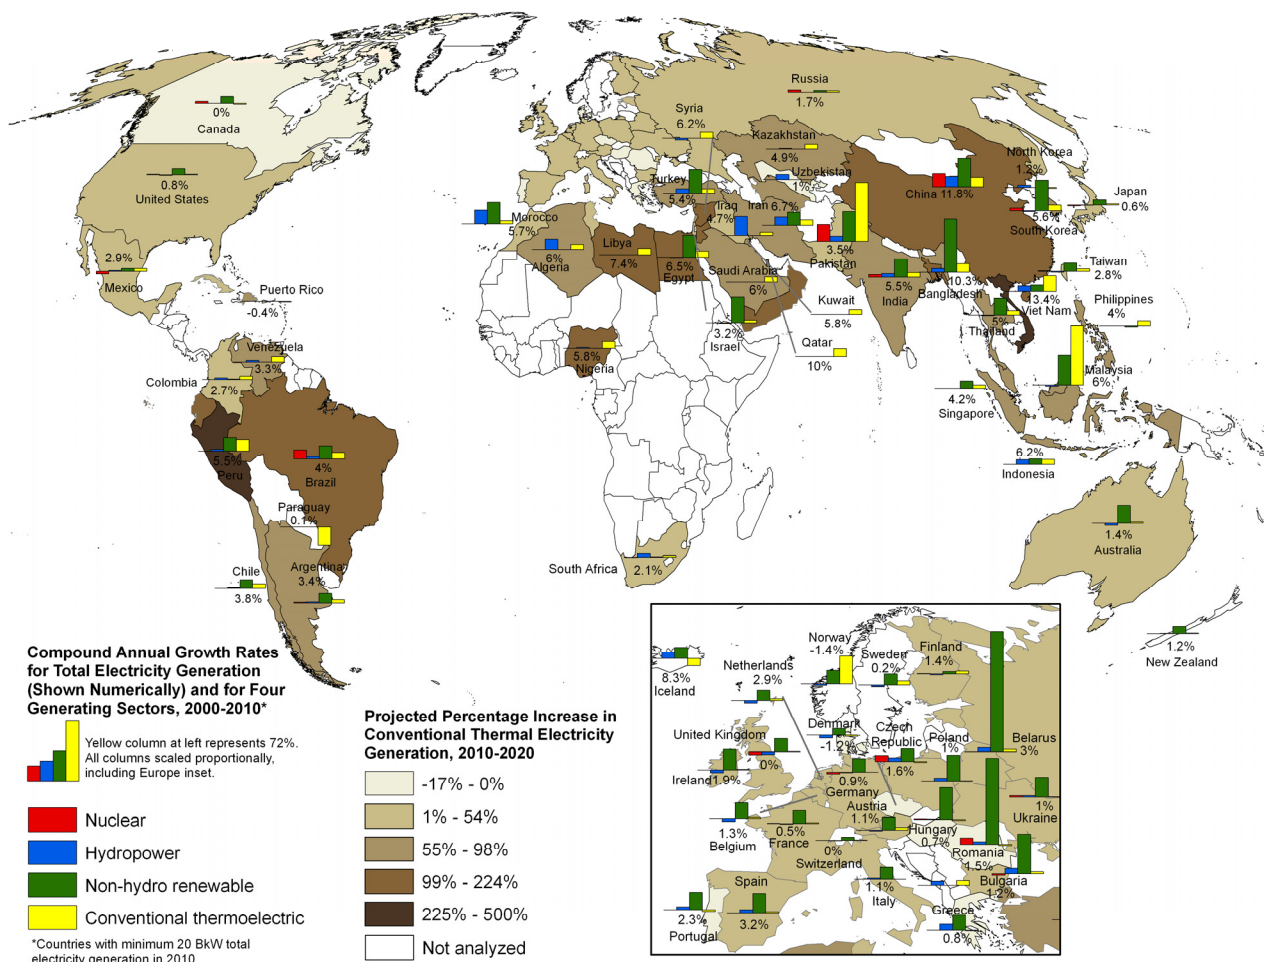 Russia
1.7%
Syria
6.2%
Canada
0%
Kazakhstan
4.9%
North Korea
1.2%
Turkey
5.4%
Uzbekistan
1%
United States
0.8%
China 11.8%
Japan
0.6%
Iraq
4.7%
Iran 6.7%
Morocco
5.7%
5.6%
South Korea
Libya
7.4%
Algeria
6%
6.5%
Egypt
Saudi Arabia
6%
3.5%
Pakistan
2.9%
Mexico
5.5%
India
10.3%
Bangladesh
Taiwan
2.8%
Puerto Rico
-0.4%
Kuwait
5.8%
13.4%
Viet Nam
Philippines
4%
5%
Thailand
3.2%
Israel
Qatar
10%
Venezuela
3.3%
5.8%
Nigeria
Colombia
2.7%
Malaysia
6%
4.2%
Singapore
5.5%
Peru
4%
Brazil
6.2%
Indonesia
Paraguay
0.1%
1.4%
Australia
Chile
3.8%
Argentina
3.4%
South Africa
2.1%
1.2%
New Zealand
Compound Annual Growth Rates
for Total Electricity Generation
(Shown Numerically) and for Four
Generating Sectors, 2000-2010*
Yellow column at left represents 72%.
All columns scaled proportionally,
including Europe inset.
Nuclear
Hydropower
Non-hydro renewable
Conventional thermoelectric
*Countries with minimum 20 BkW total
electricity generation in 2010
Projected Percentage Increase in
Conventional Thermal Electricity
Generation, 2010-2020
-17% - 0%
1% - 54%
55% - 98%
99% - 224%
225% - 500%
Not analyzed
Norway
-1.4%
Sweden
0.2%
Finland
1.4%
Netherlands
2.9%
8.3%
Iceland
Denmark
-1.2%
Czech
Republic
1.6%
United Kingdom
0%
Poland
1%
Belarus
3%
Ireland 1.9%
0.9%
Germany
Austria
1.1%
1%
Ukraine
1.3%
Belgium
0.5%
France
0%
Switzerland
Hungary
0.7%
Romania
1.5%
Bulgaria
1.2%
Spain
3.2%
1.1%
Italy
2.3%
Portugal
Greece
0.8%